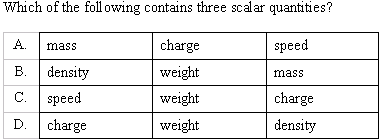 Which of the following contains three scalar quantities?
A. mass charge speed
B. density weight mass
C. speed weight charge
D. charge weight density